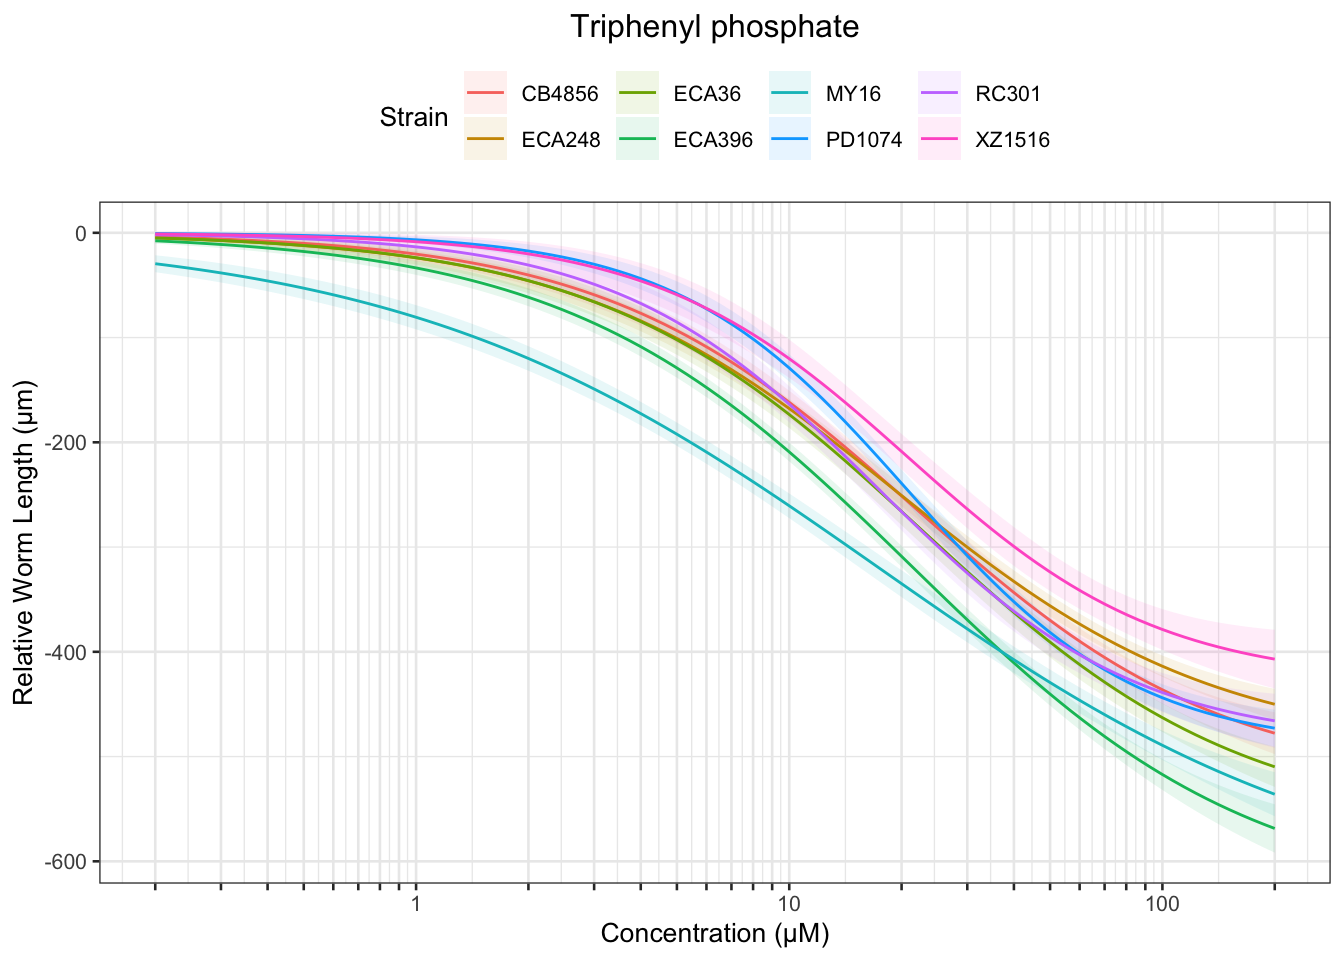 Triphenyl phosphate
Strain
CB4856 ECA36 MY16 RC301
ECA248 ECA396 PD1074 XZ1516
Relative Worm Length (µm)
0
-200
-400
-600
1 10 100
Concentration (µM)